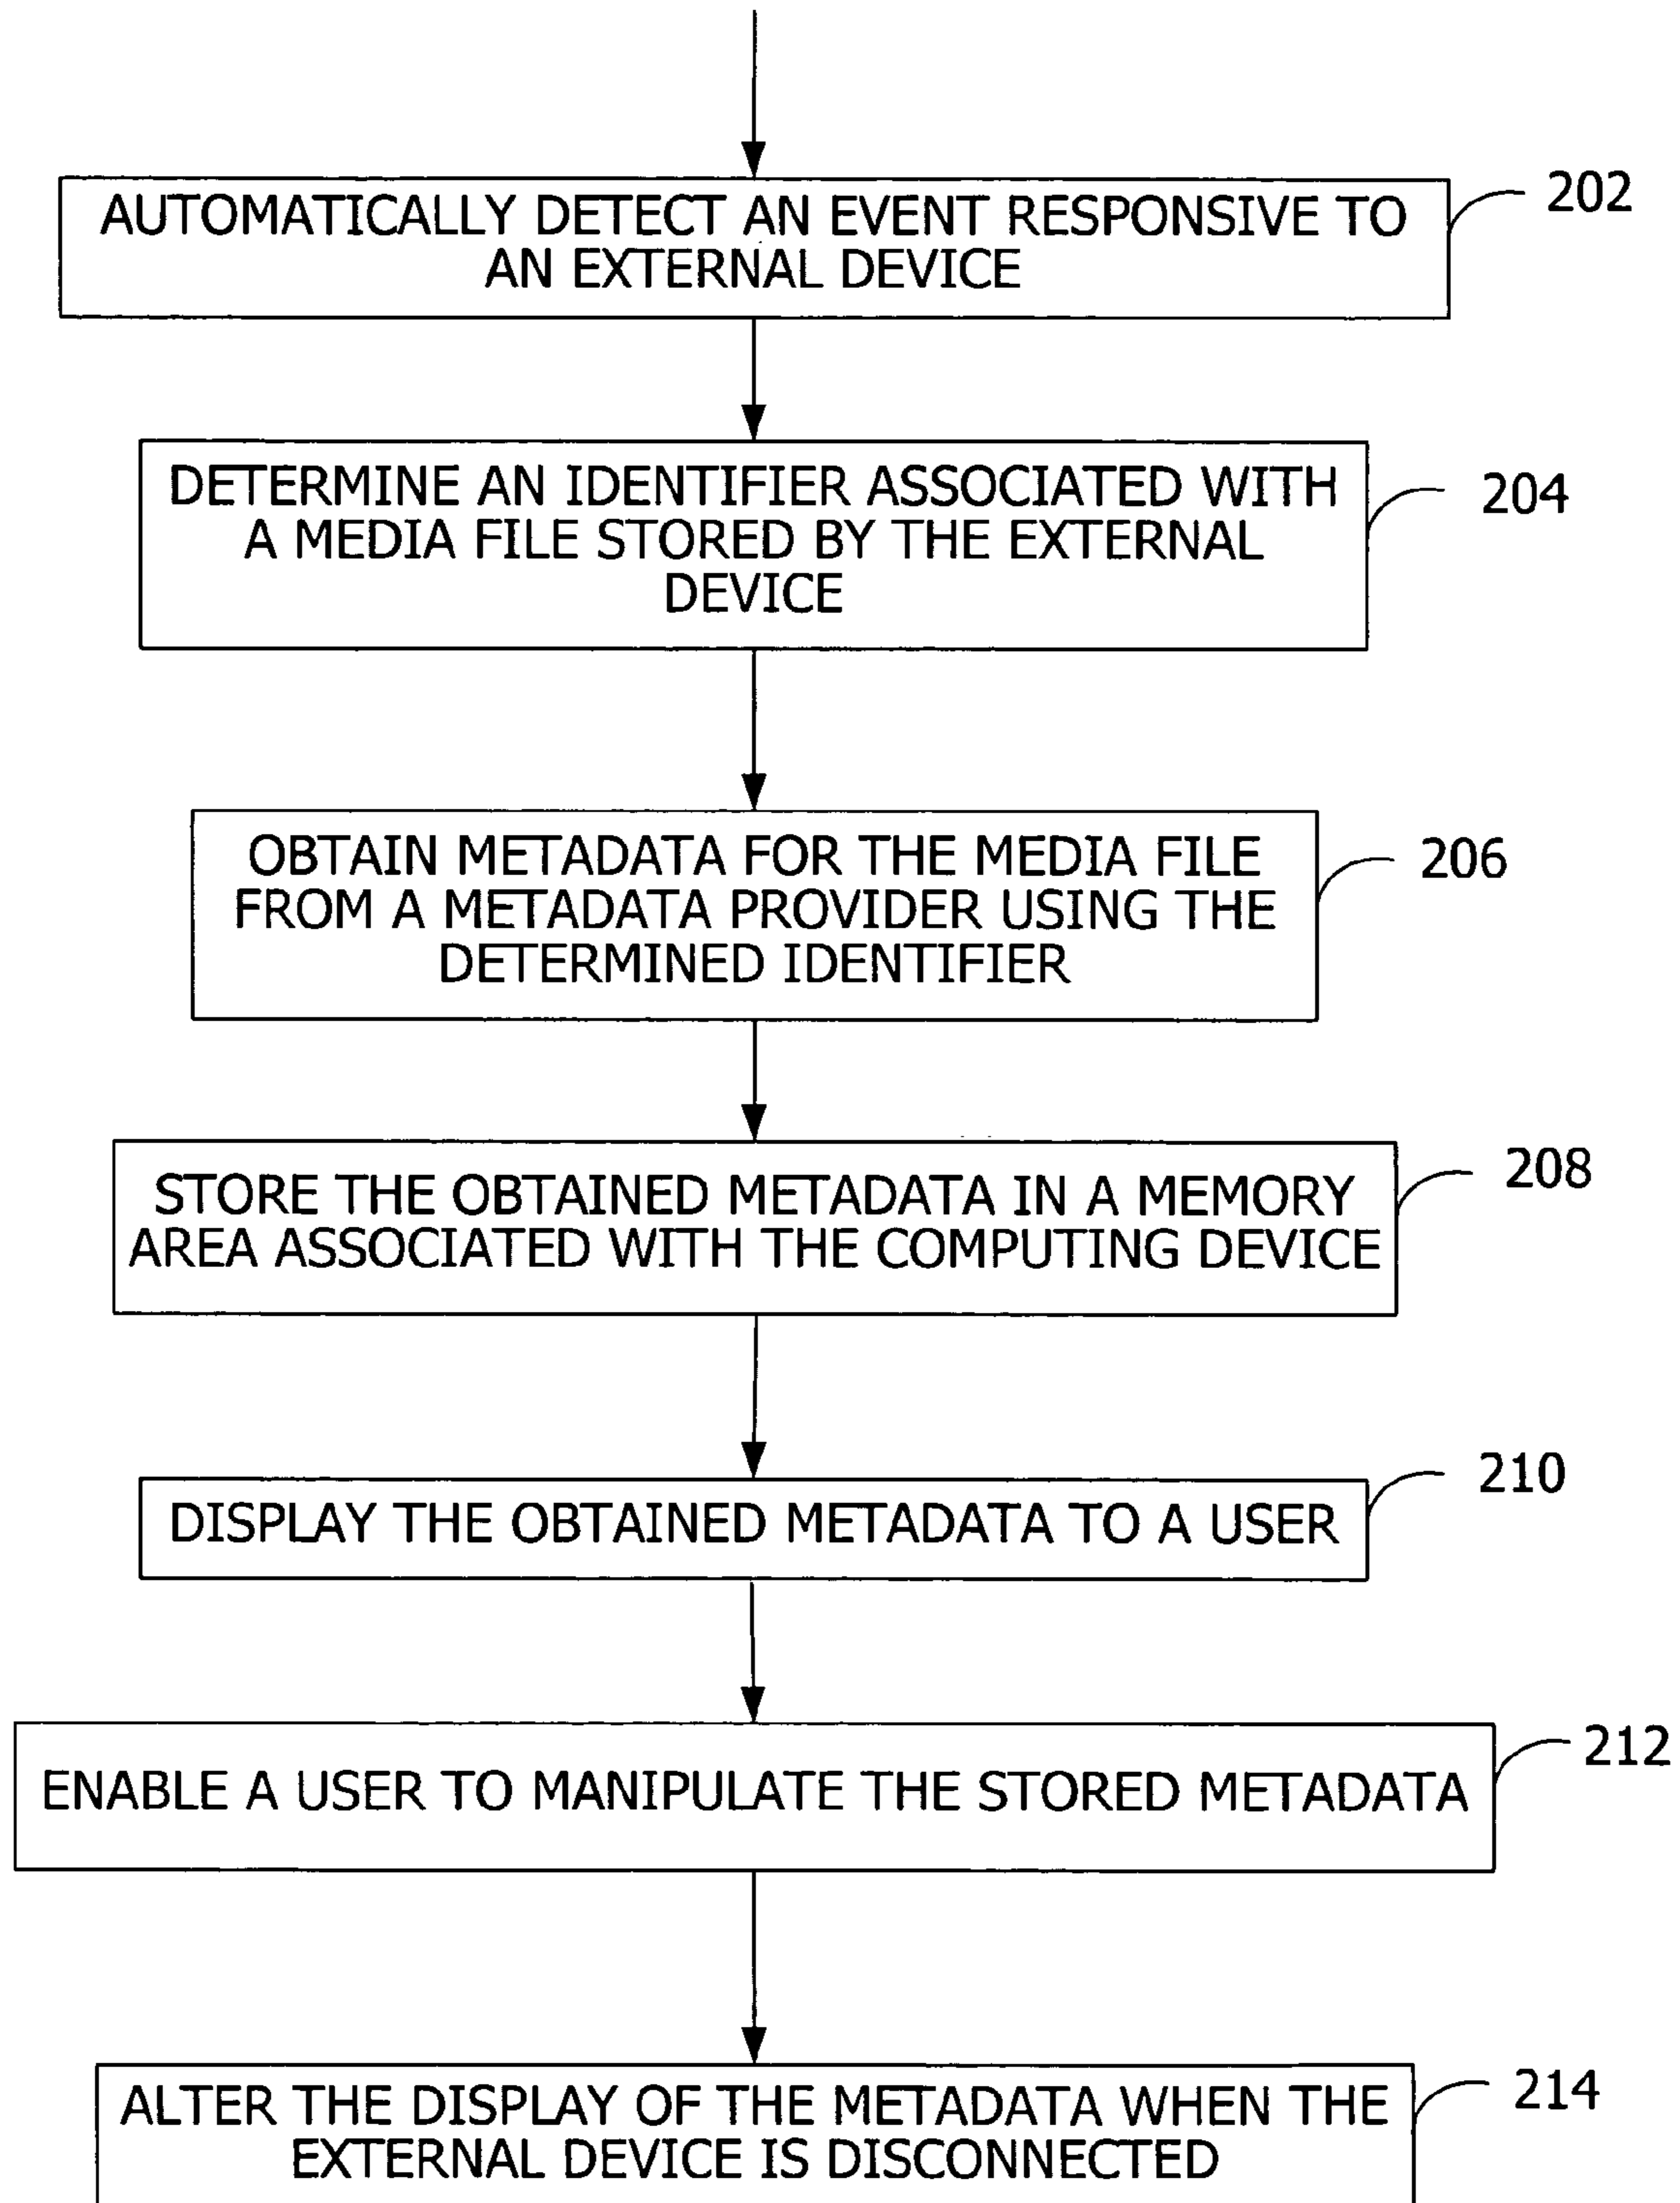 AUTOMATICALLY DETECT AN EVENT RESPONSIVE TO
AN EXTERNAL DEVICE
202
DETERMINE AN IDENTIFIER ASSOCIATED WITH
A MEDIA FILE STORED BY THE EXTERNAL
DEVICE
204
OBTAIN METADATA FOR THE MEDIA FILE
FROM A METADATA PROVIDER USING THE
DETERMINED IDENTIFIER
206
STORE THE OBTAINED METADATA IN A MEMORY
AREA ASSOCIATED WITH THE COMPUTING DEVICE
208
DISPLAY THE OBTAINED METADATA TO A USER
210
ENABLE A USER TO MANIPULATE THE STORED METADATA
212
ALTER THE DISPLAY OF THE METADATA WHEN THE
EXTERNAL DEVICE IS DISCONNECTED
214